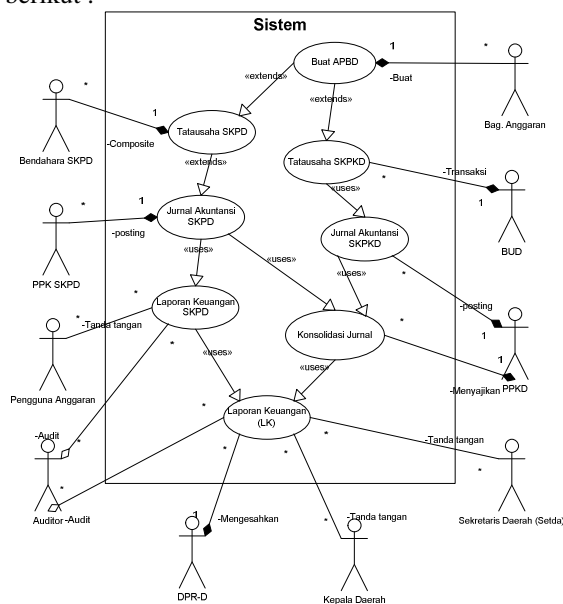 berikut :
Sistem
Buat APBD
1
*
-Buat
Bag. Anggaran
«extends»
«extends»
*
1
-Composite
Bendahara SKPD
Tatausaha SKPD
Tatausaha SKPKD
*
-Transaksi
1
BUD
«extends»
«uses»
*
1
-posting
PPK SKPD
Jurnal Akuntansi
SKPD
Jurnal Akuntansi
SKPKD
«uses»
«uses»
«uses»
*
-posting
1
*
-Tanda tangan
Pengguna Anggaran
Laporan Keuangan
SKPD
*
Konsolidasi Jurnal
*
1
-Menyajikan
PPKD
«uses»
«uses»
-Audit
*
Auditor
*
-Audit
*
Laporan Keuangan
(LK)
*
-Tanda tangan
*
Sekretaris Daerah (Setda)
*
1
-Mengesahkan
DPR-D
*
*
-Tanda tangan
Kepala Daerah